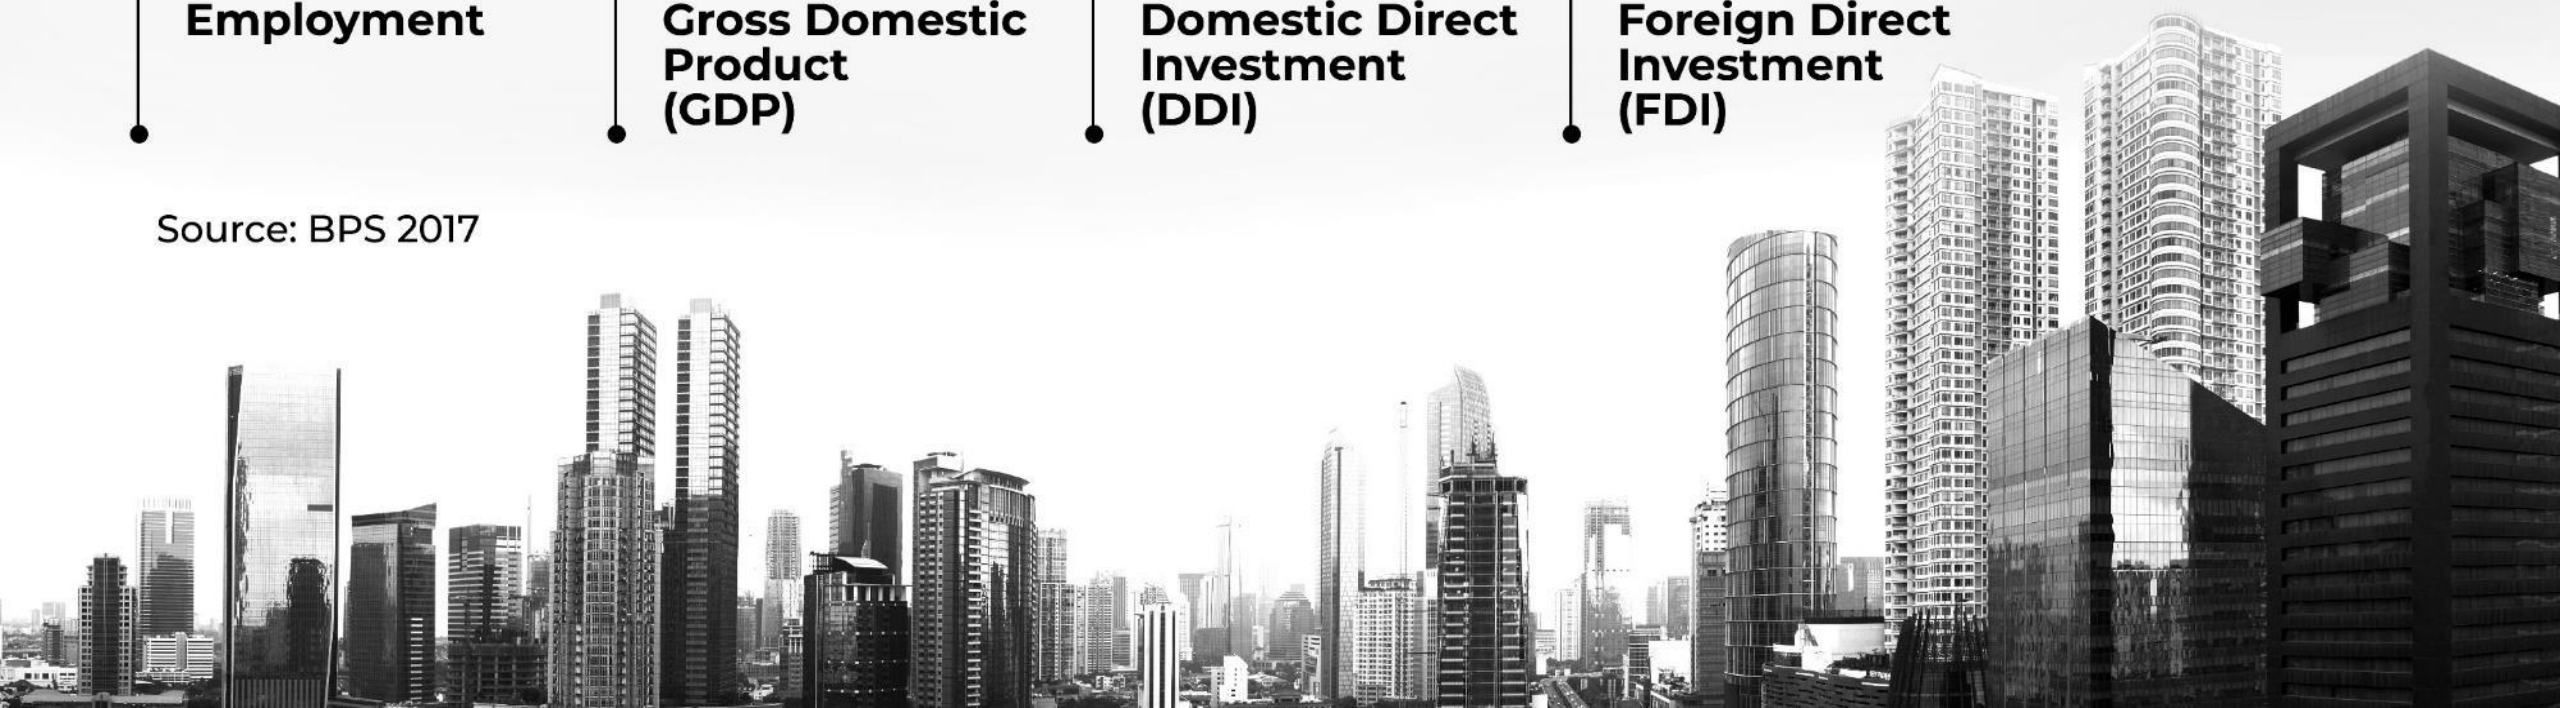 Employment
Gross Domestic
Product
(GDP)
Domestic Direct
Investment
(DDI)
Foreign Direct
Investment
(FDI)
Source: BPS 2017